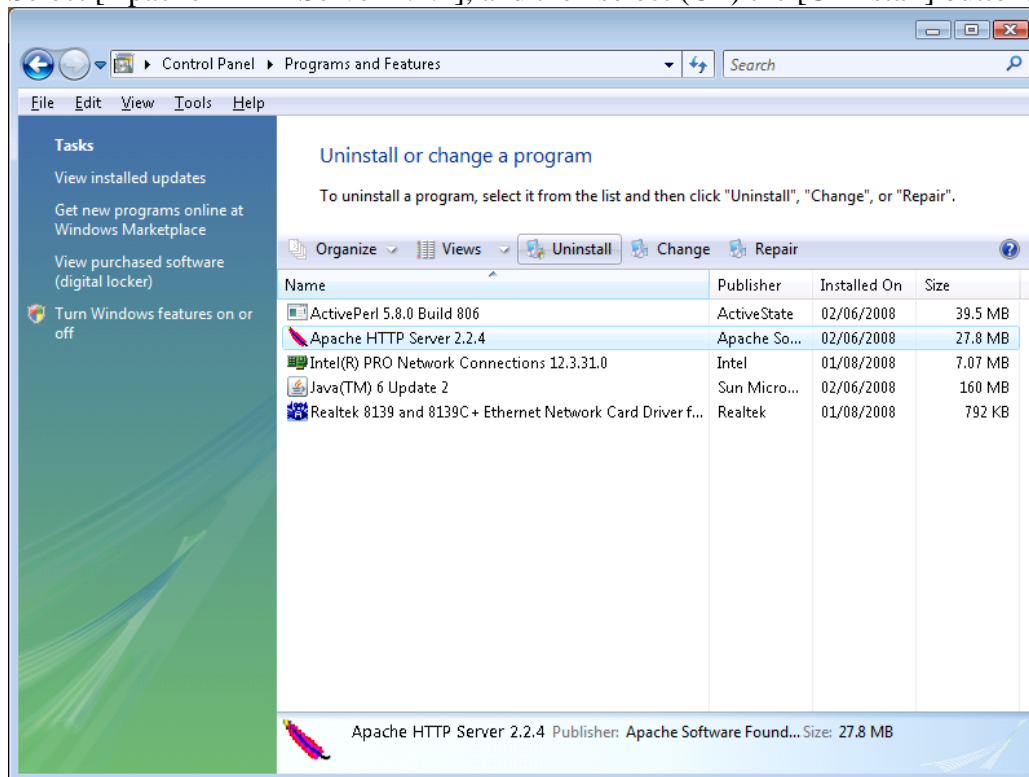 Control Panel Programs and Features Search
File Edit View Tools Help
Tasks
View installed updates
Get new programs online at
Windows Marketplace
View purchased software
(digital locker)
Turn Windows features on or
off
Uninstall or change a program
To uninstall a program, select it from the list and then click "Uninstall", "Change", or "Repair".
Organize Views Uninstall Change Repair
Name Publisher Installed On Size
ActivePerl 5.8.0 Build 806 ActiveState 02/06/2008 39.5 MB
Apache HTTP Server 2.2.4 Apache So... 02/06/2008 27.8 MB
Intel(R) PRO Network Connections 12.3.31.0 Intel 01/08/2008 7.07 MB
Java(TM) 6 Update 2 Sun Micro... 02/06/2008 160 MB
Realtek 8139 and 8139C+ Ethernet Network Card Driver f... Realtek 01/08/2008 792 KB
Apache HTTP Server 2.2.4 Publisher: Apache Software Found... Size: 27.8 MB